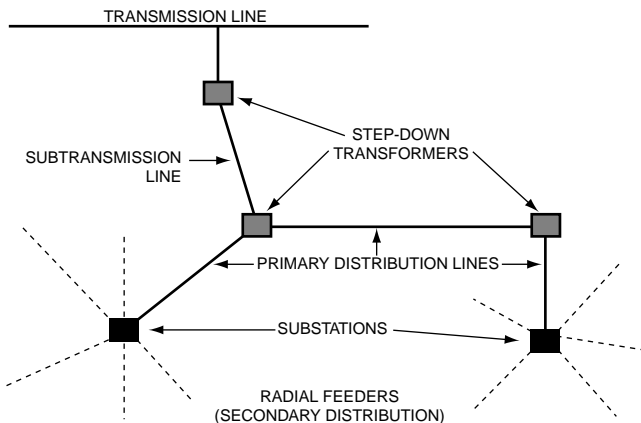 TRANSMISSION LINE
STEP-DOWN
TRANSFORMERS
SUBTRANSMISSION
LINE
PRIMARY DISTRIBUTION LINES
SUBSTATIONS
RADIAL FEEDERS
(SECONDARY DISTRIBUTION)